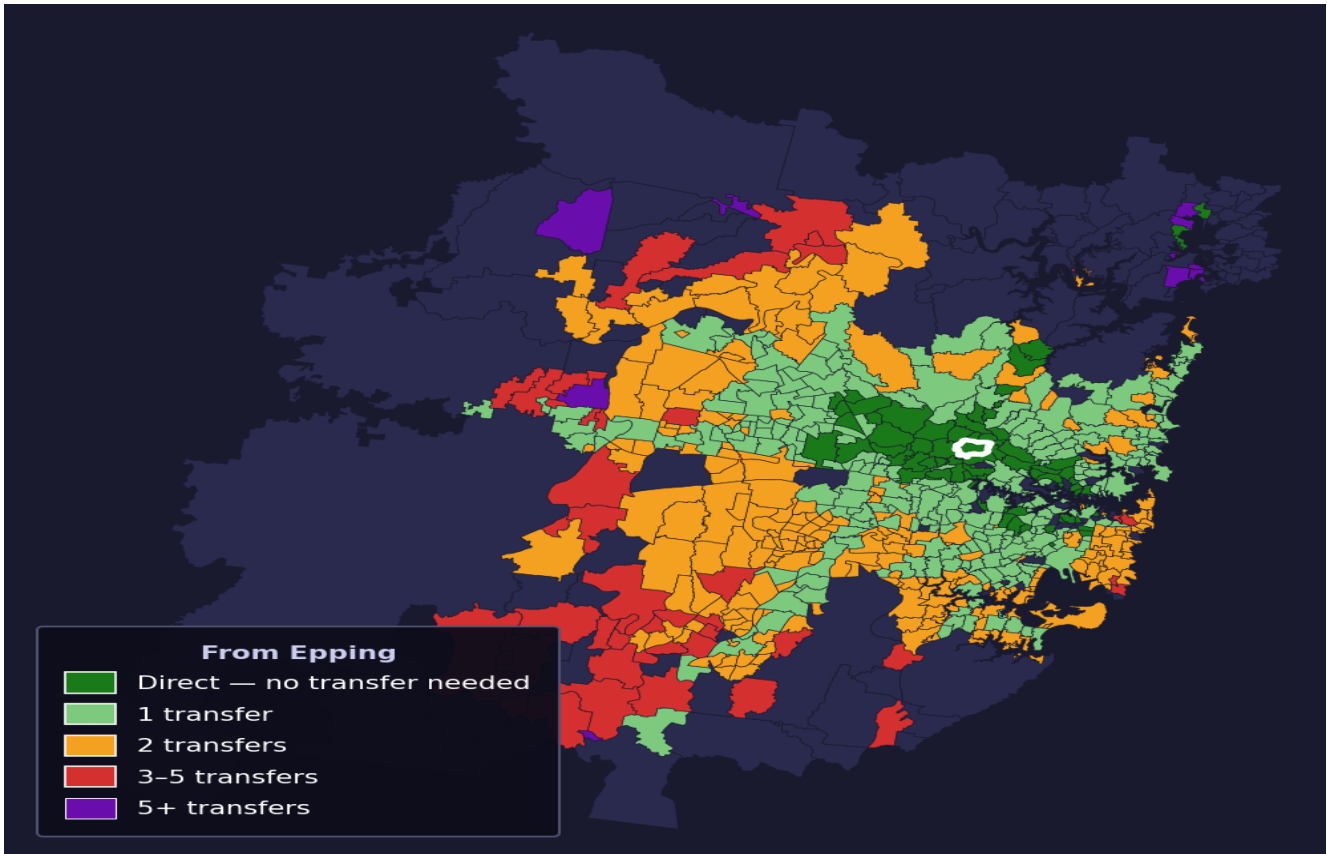 From Epping
Direct — no transfer needed
1 transfer
2 transfers
3–5 transfers
5+ transfers